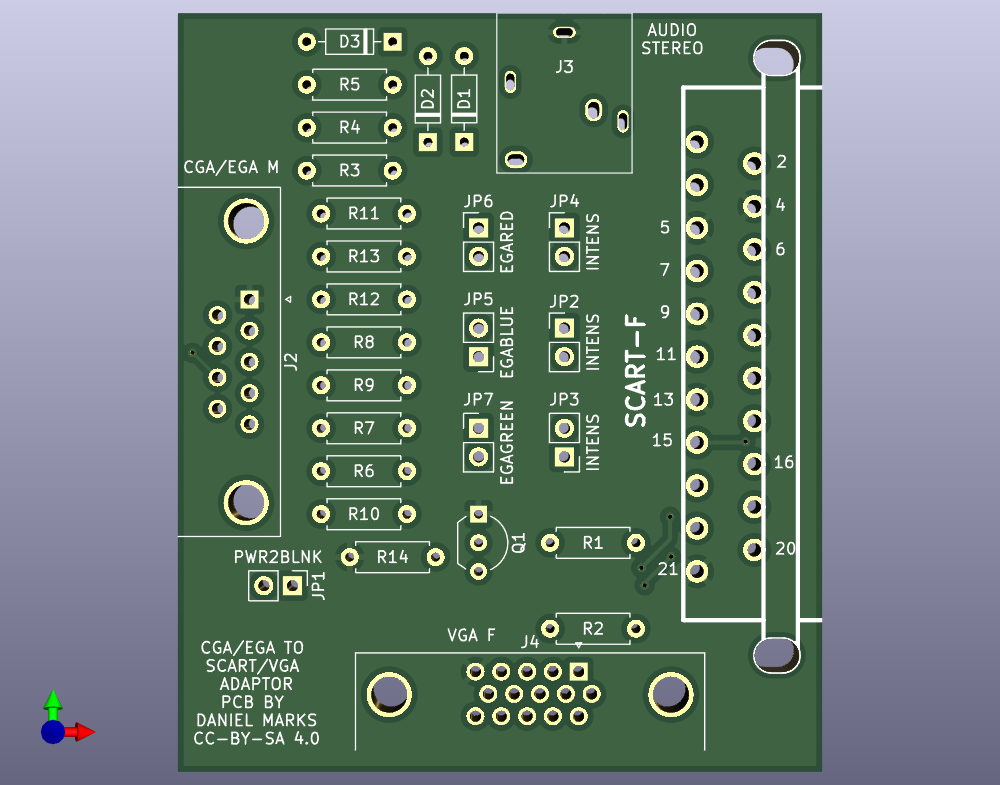 AUDIO
STEREO
D3
J3
R5
D2
D1
R4
CGA/EGA M
R3
2
JP6
JP4
4
R11
EGARED
INTENS
5
6
R13
7
JP5
JP2
R12
9
EGABLUE
INTENS
R8
J2
11
SCART-F
R9
JP7
JP3
13
R7
EGAGREEN
INTENS
15
R6
16
R10
PWR2BLNK
R14
Q1
R1
20
JP1
21
R2
VGA F
J4
CGA/EGA TO
SCART/VGA
ADAPTOR
PCB BY
DANIEL MARKS
CC-BY-SA 4.0